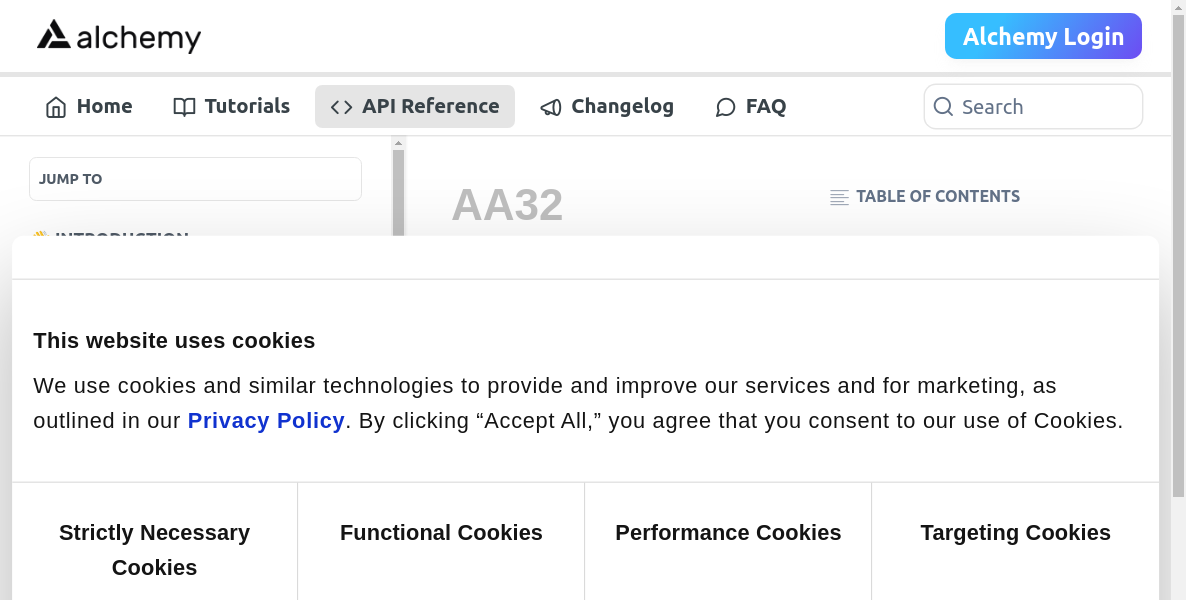 alchemy
Alchemy Login
Home
Tutorials
API Reference
Changelog
FAQ
Search
JUMP TO
AA32
TABLE OF CONTENTS
👋 INTRODUCTION
This website uses cookies
We use cookies and similar technologies to provide and improve our services and for marketing, as
outlined in our Privacy Policy. By clicking “Accept All,” you agree that you consent to our use of Cookies.
Strictly Necessary
Cookies
Functional Cookies
Performance Cookies
Targeting Cookies